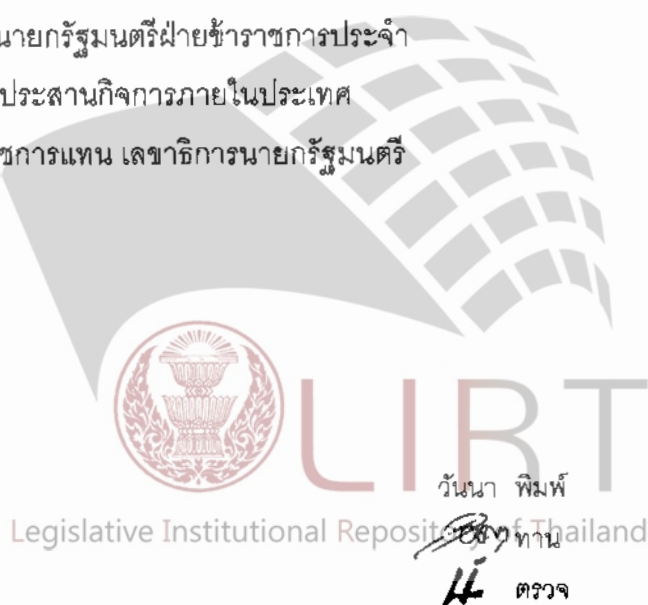 นายกรัฐมนตรีฝ่ายข้าราชการประจำ
ประสานกิจการภายในประเทศ
ชการแทน เลขาธิการนายกรัฐมนตรี
LIRT
วันนา พิมพ์
Legislative Institutional Repository of Thailand
ทาน
ตรวจ